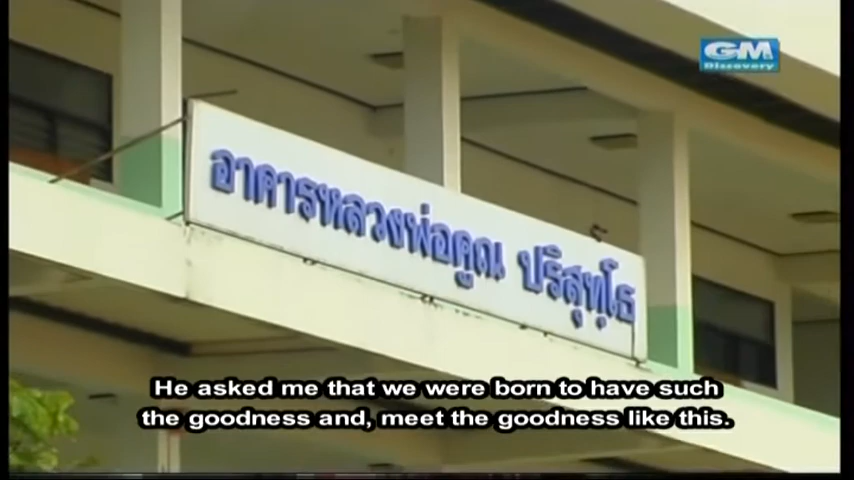 GM
Discovery
อาคารหลวงพ่อคูณ ปริสุทฺโธ
He asked me that we were born to have such
the goodness and, meet the goodness like this.